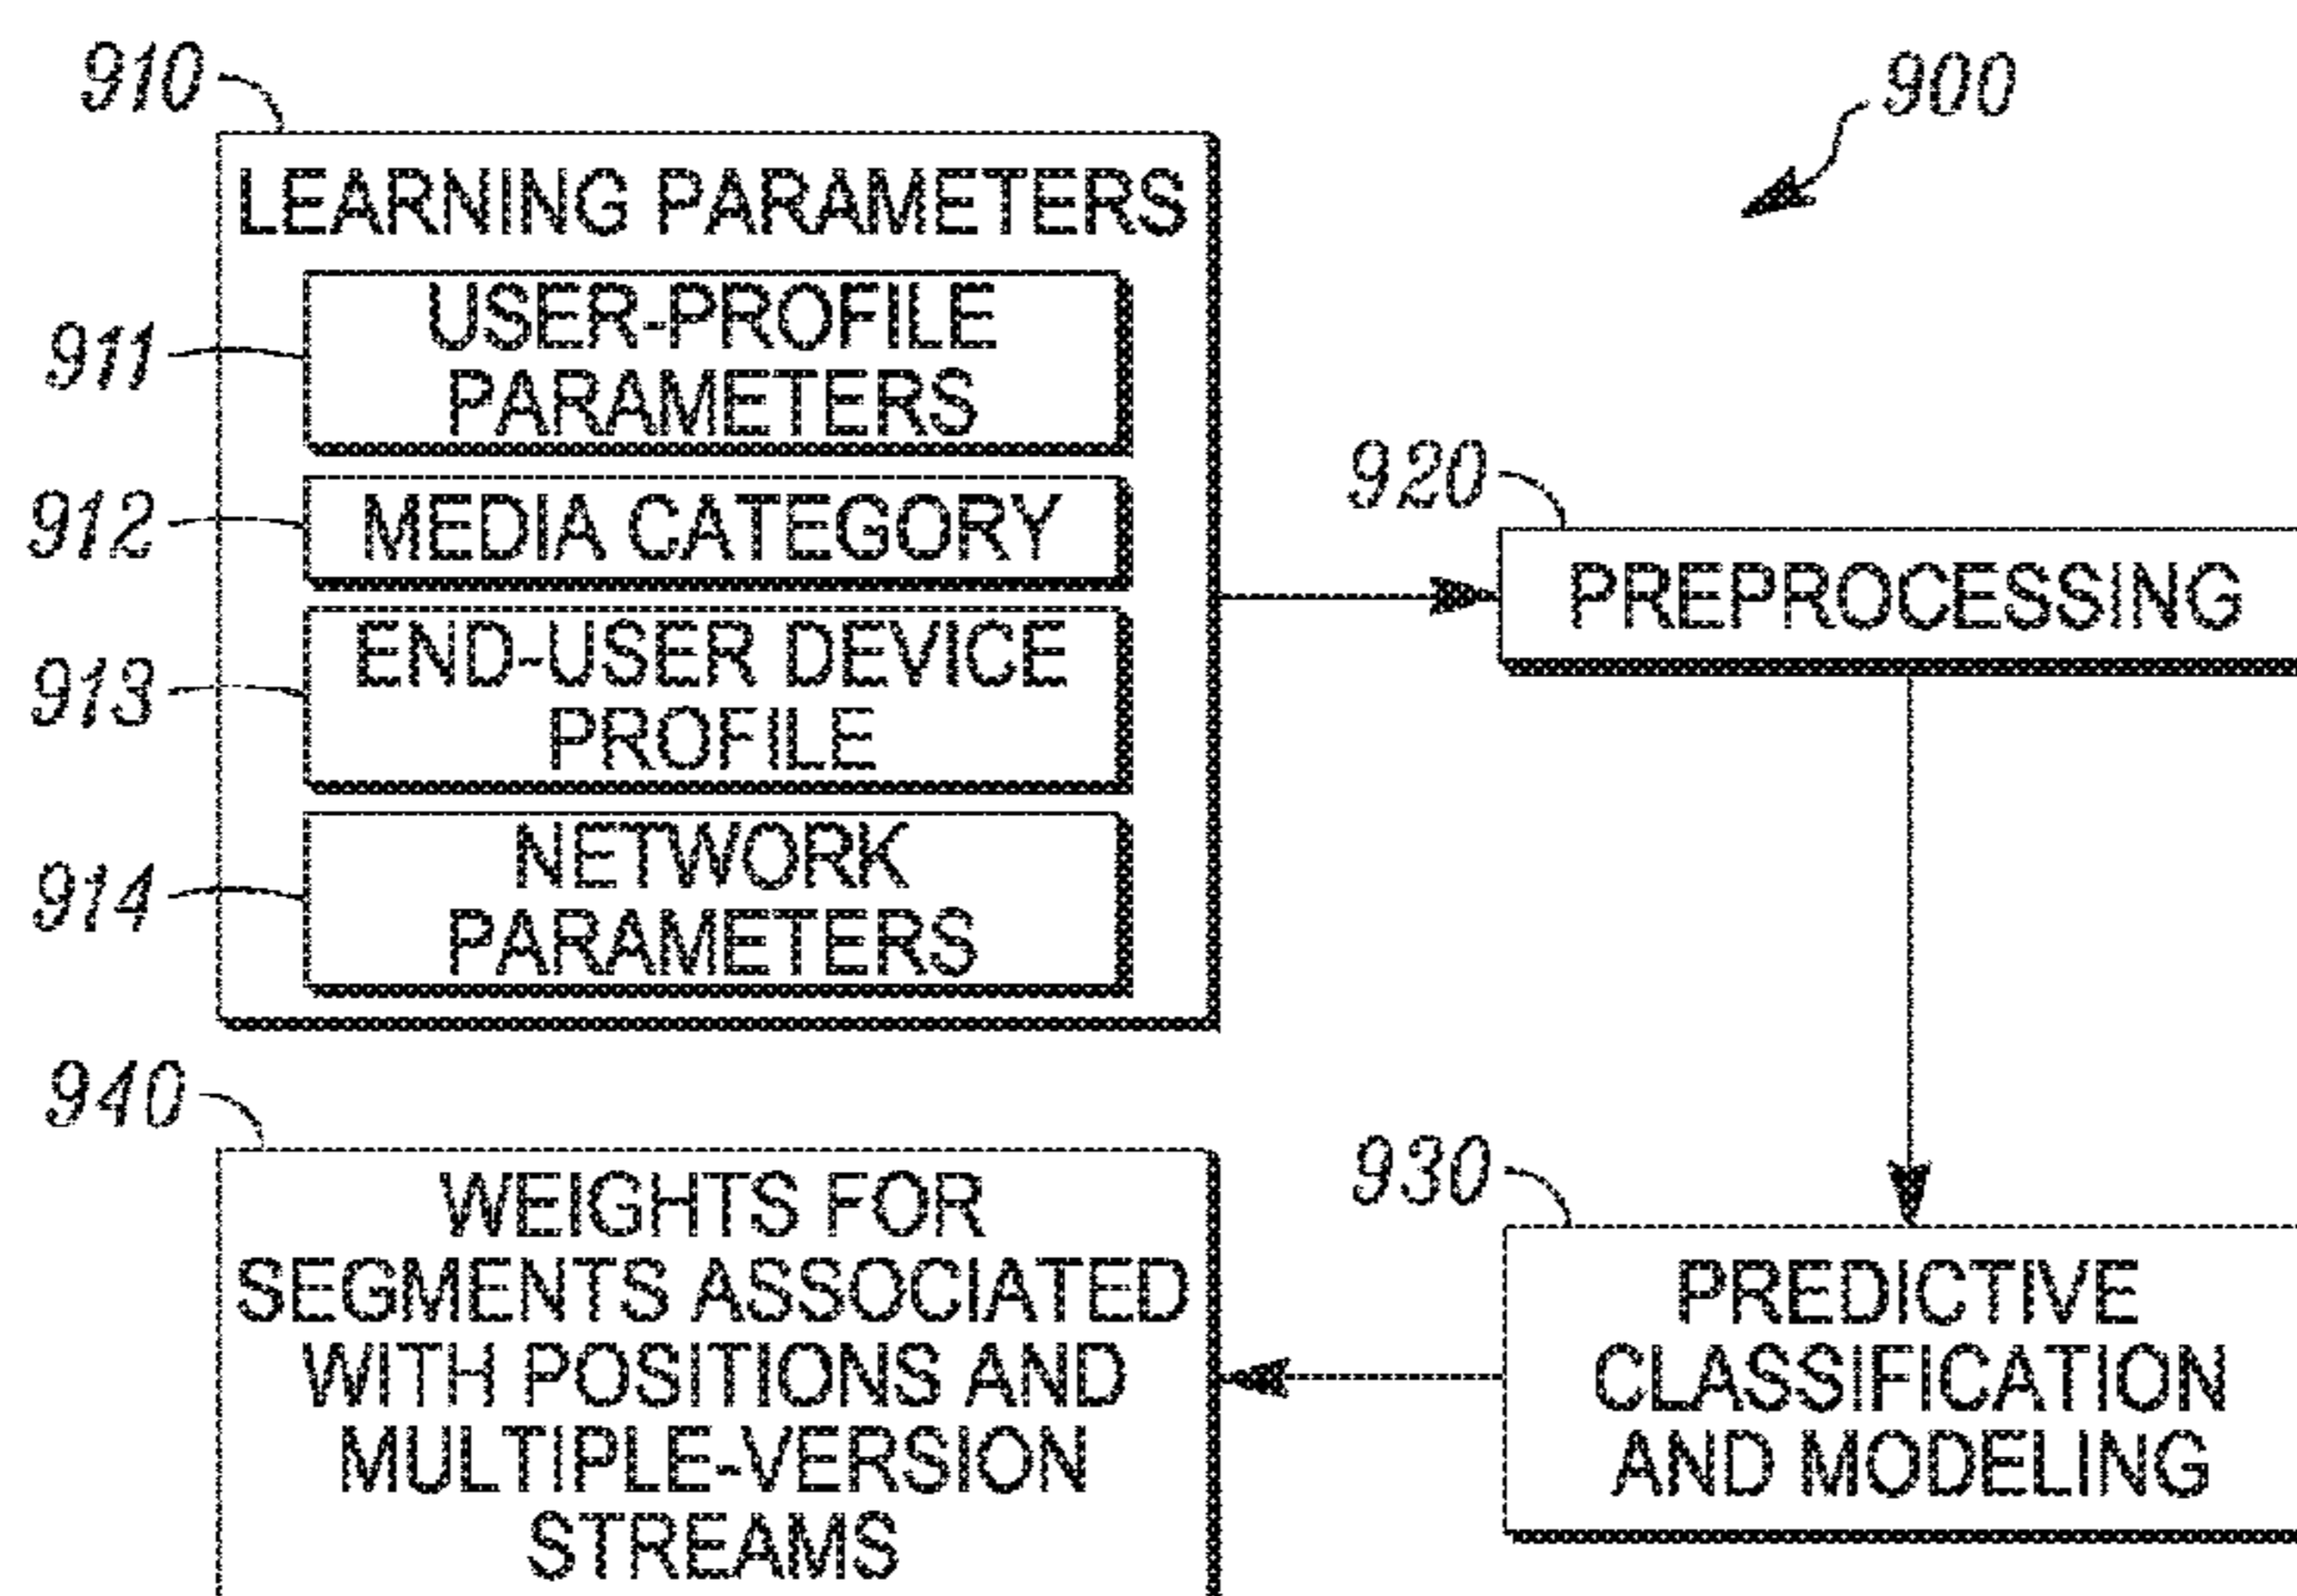 910
900
LEARNING PARAMETERS
911
USER-PROFILE
PARAMETERS
912
MEDIA CATEGORY
913
END-USER DEVICE
PROFILE
914
NETWORK
PARAMETERS
920
PREPROCESSING
940
WEIGHTS FOR
SEGMENTS ASSOCIATED
WITH POSITIONS AND
MULTIPLE-VERSION
STREAMS
930
PREDICTIVE
CLASSIFICATION
AND MODELING